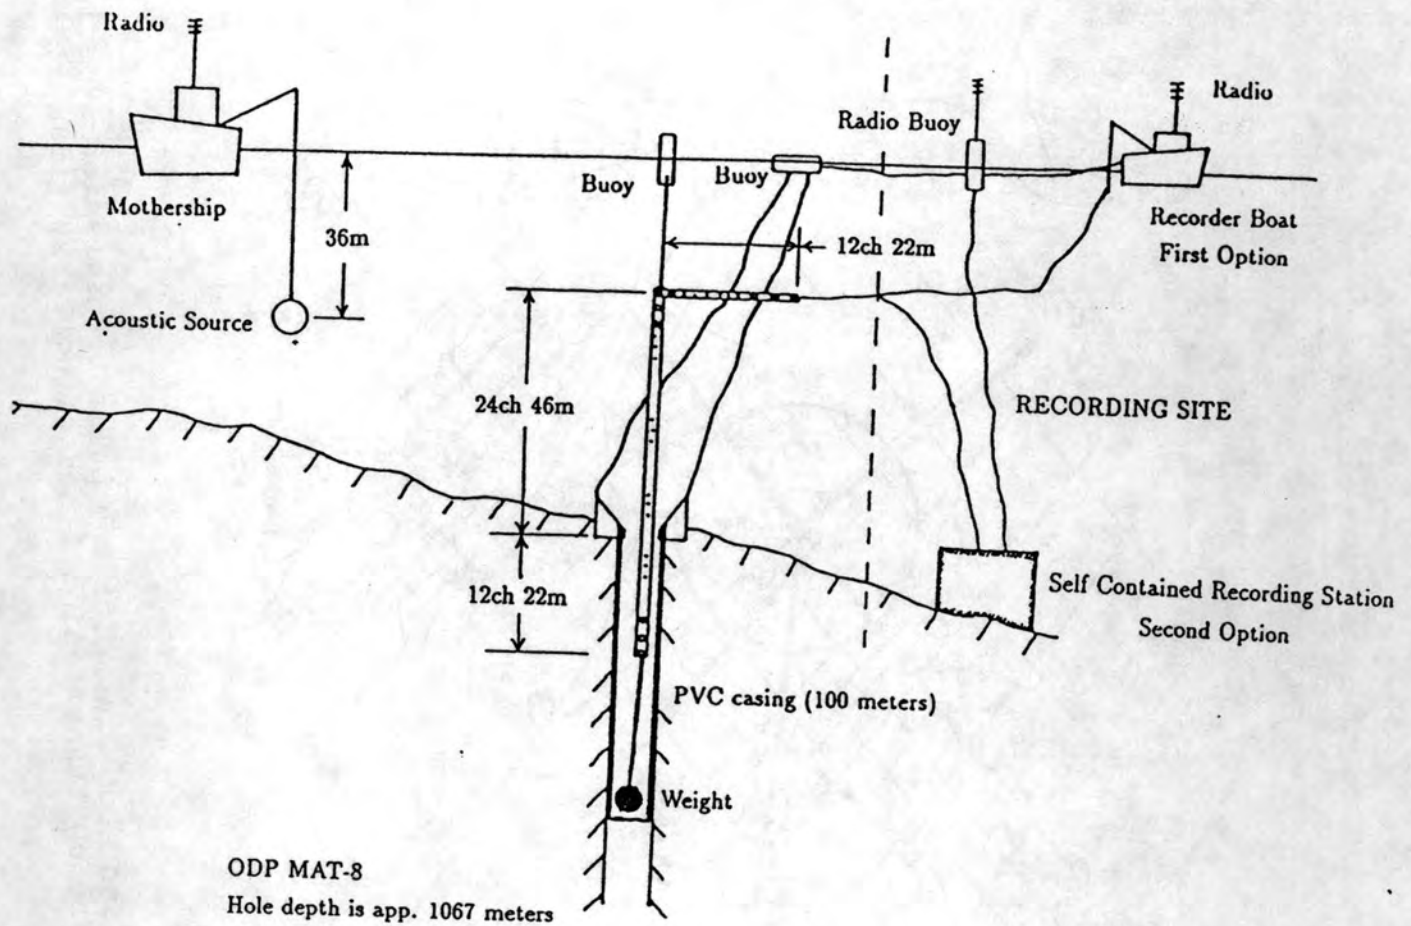 Radio
Radio
Radio Buoy
Buoy
Buoy
Mothership
Recorder Boat
First Option
36m
12ch 22m
Acoustic Source
24ch 46m
RECORDING SITE
12ch 22m
Self Contained Recording Station
Second Option
PVC casing (100 meters)
Weight
ODP MAT-8
Hole depth is app. 1067 meters